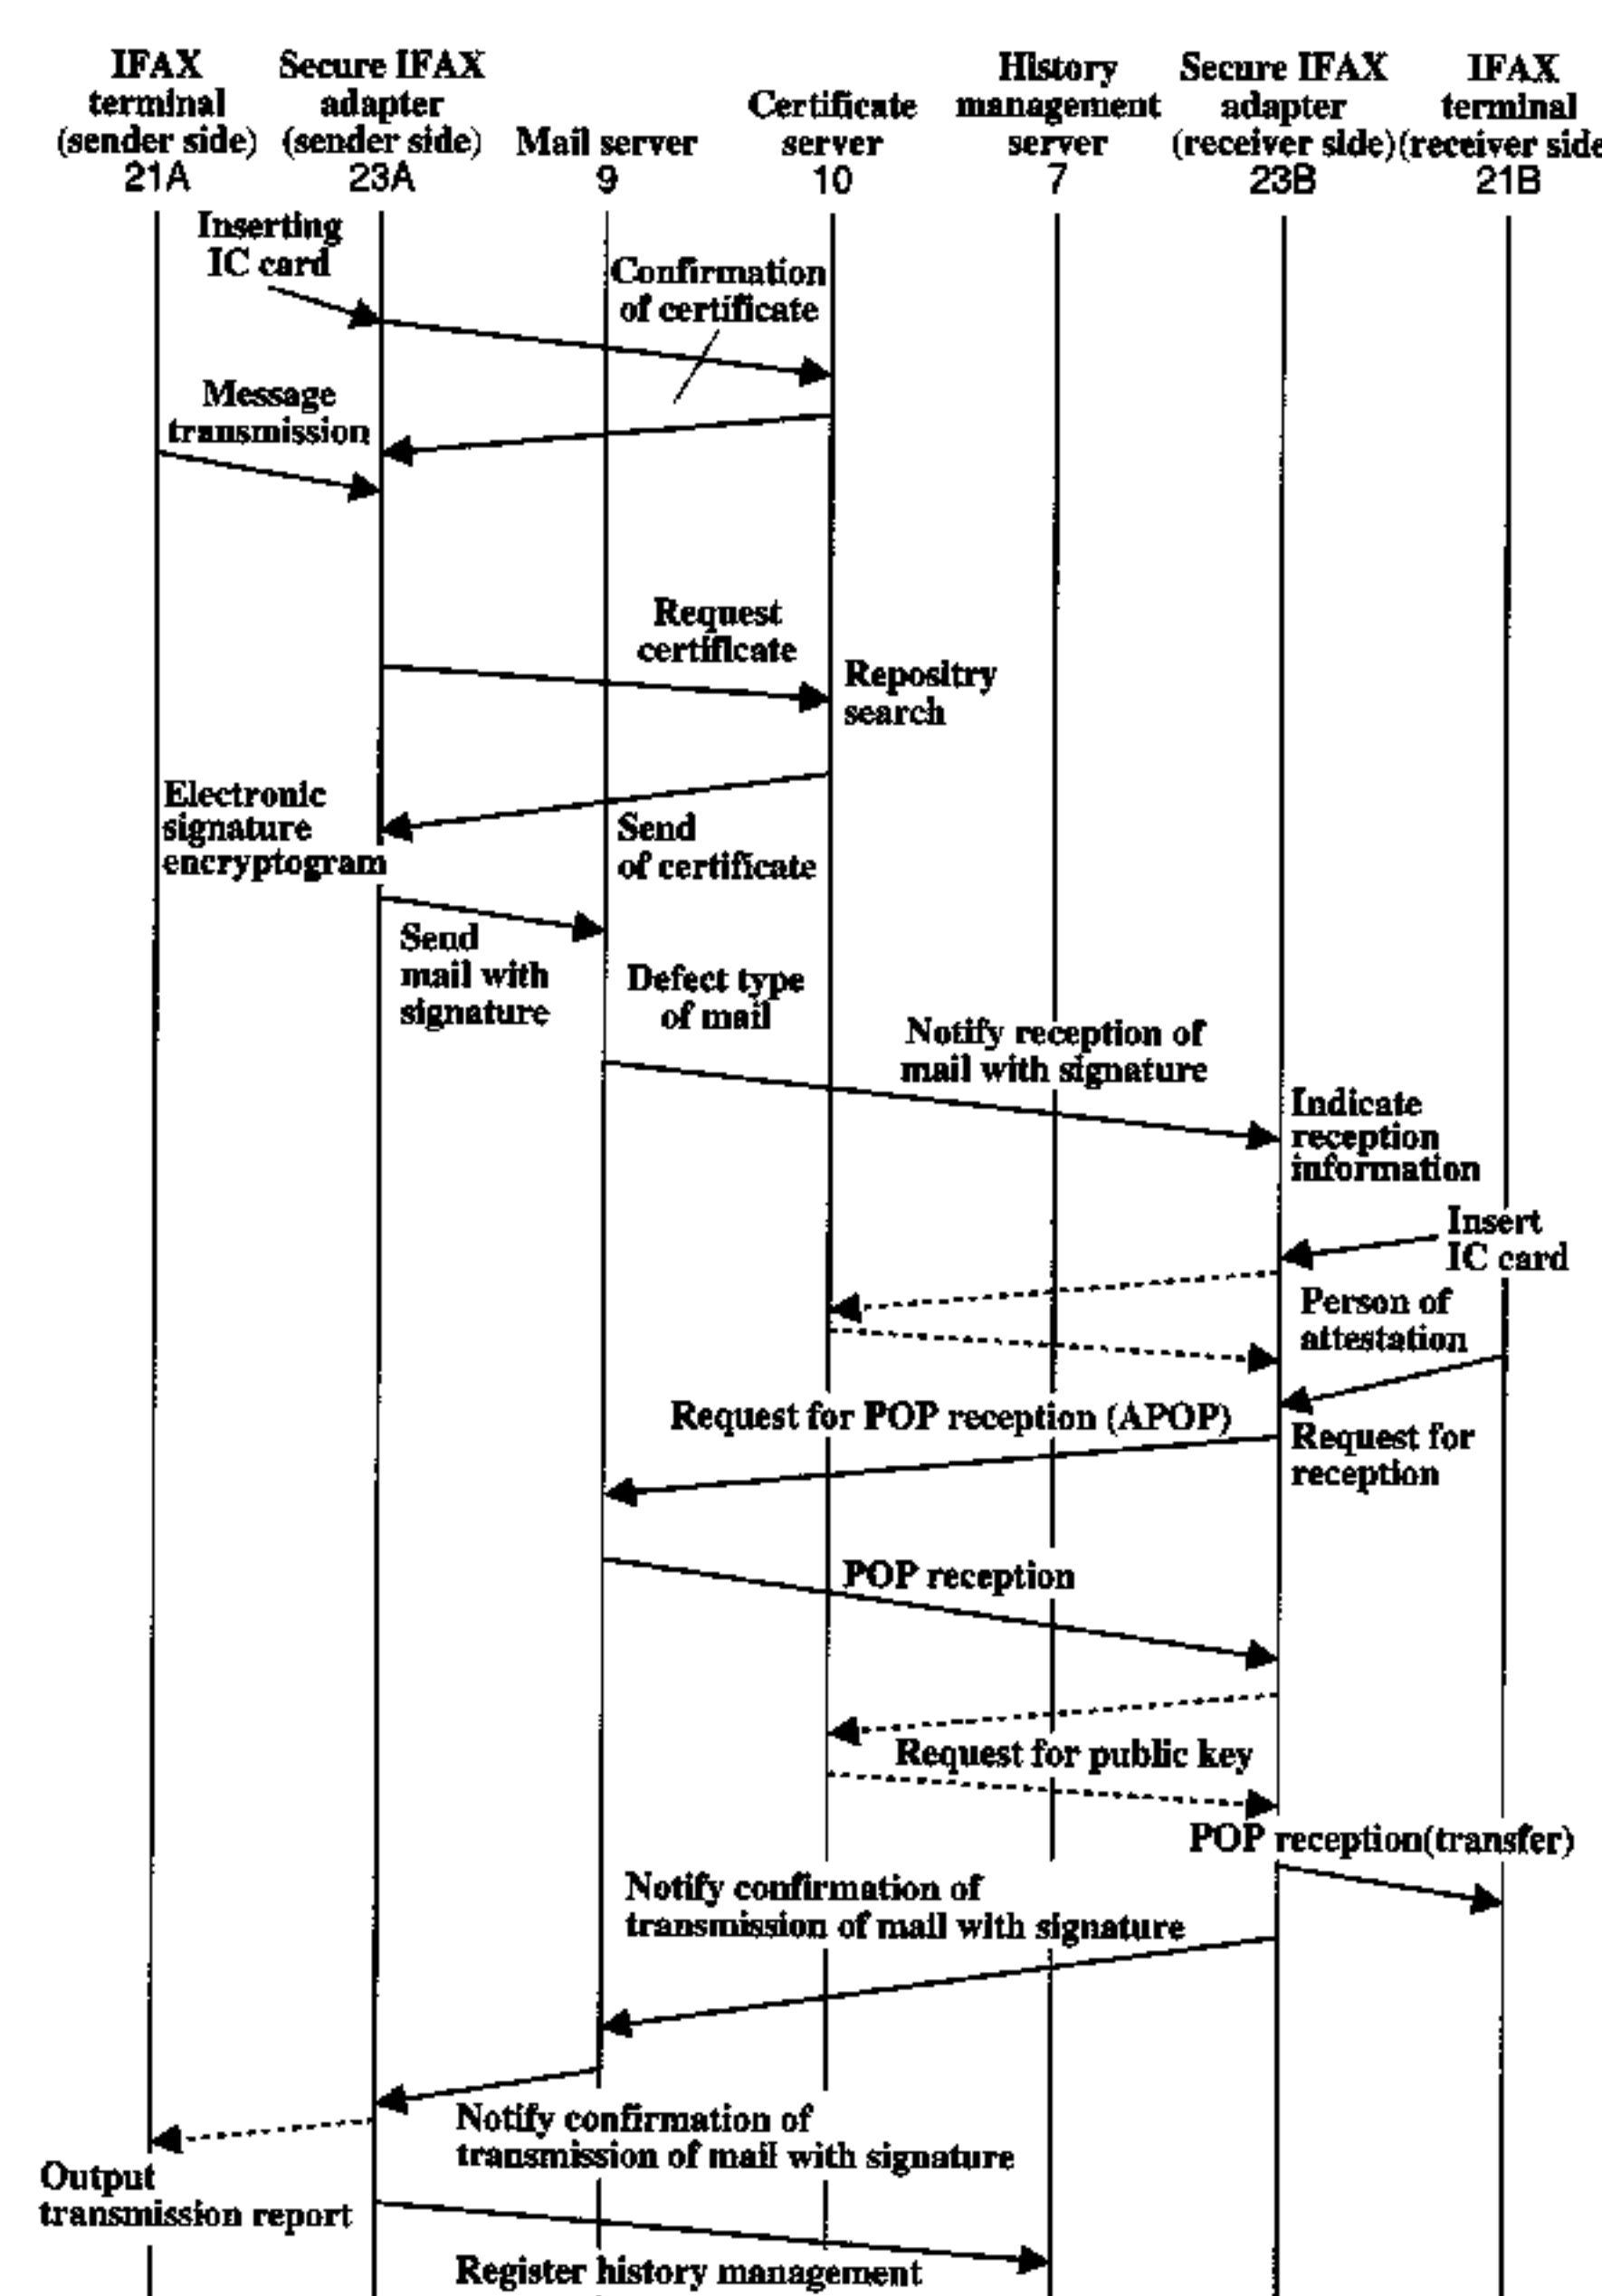 IFAX
terminal
(sender side)
21A
Secure IFAX
adapter
(sender side)
23A
Mail server
9
Certificate
server
10
History
management
server
7
Secure IFAX
adapter
(receiver side)
23B
IFAX
terminal
(receiver side
21B
Inserting
IC card
Confirmation
of certificate
Message
transmission
Request
certificate
Repositry
search
Electronic
signature
encryptogram
Send
of certificate
Send
mail with
signature
Defect type
of mail
Notify reception of
mail with signature
Indicate
reception
information
Insert
IC card
Person of
attestation
Request for POP reception (APOP)
Request for
reception
POP reception
Request for public key
POP reception(transfer)
Notify confirmation of
transmission of mail with signature
Notify confirmation of
transmission of mail with signature
Output
transmission report
Register history management